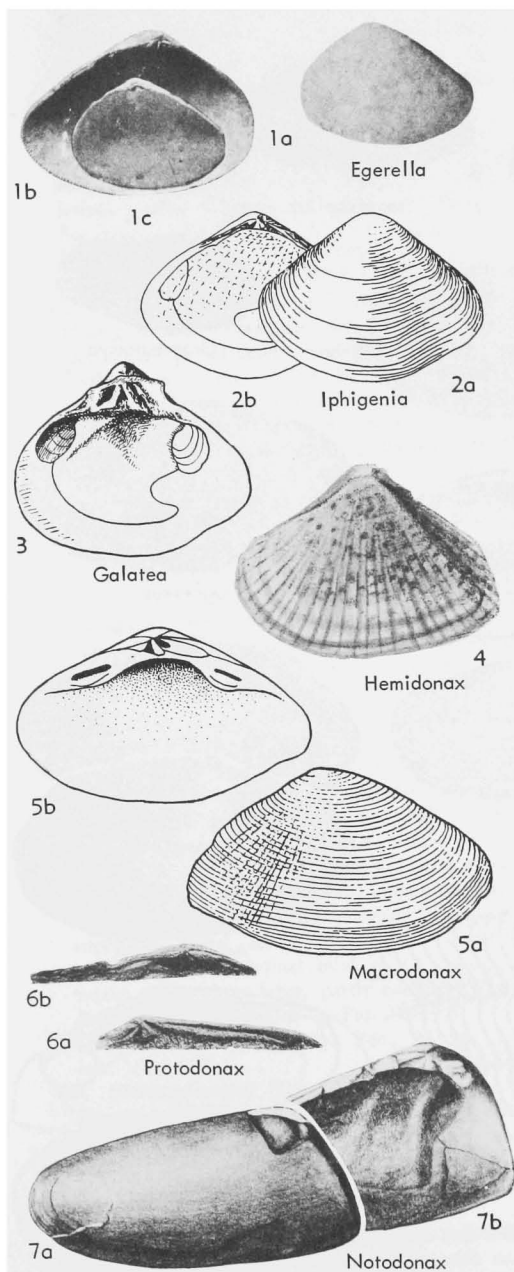 1a
Egerella
1b
1c
2b
Iphigenia
2a
3
Galatea
4
Hemidonax
5b
5a
Macrodonax
6b
6a
Protodonax
7b
7a
Notodonax